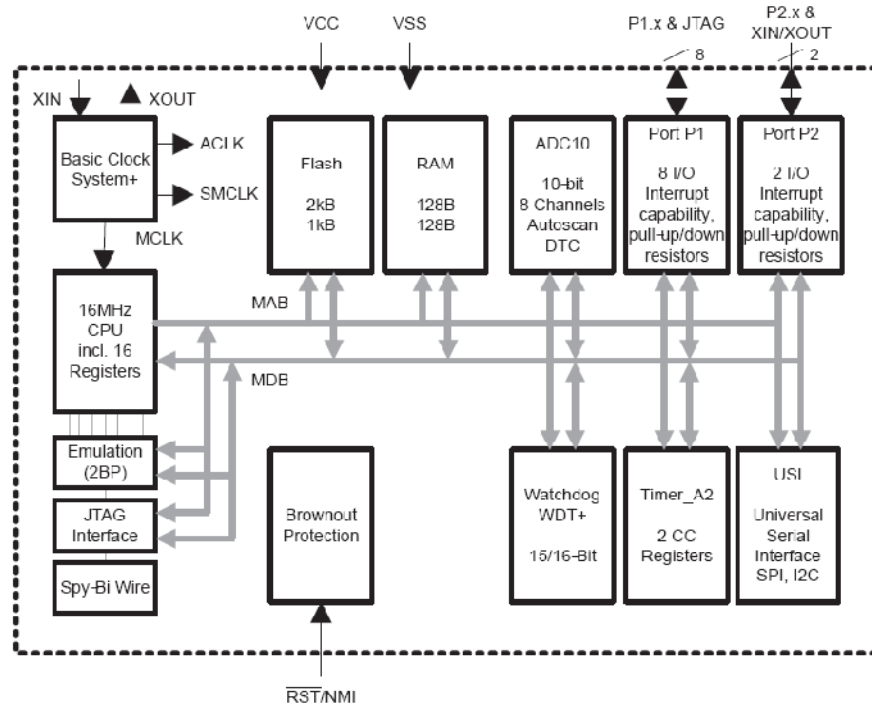 VCC
VSS
P1.x & JTAG
P2.x &
XIN/XOUT
8
2
XIN
XOUT
Basic Clock
System+
ACLK
SMCLK
MCLK
Flash
2kB
1kB
RAM
128B
128B
ADC10
10-bit
8 Channels
Autoscan
DTC
Port P1
8 I/O
Interrupt
capability,
pull-up/down
resistors
Port P2
2 I/O
Interrupt
capability,
pull-up/down
resistors
16MHz
CPU
incl. 16
Registers
MAB
MDB
Emulation
(2BP)
JTAG
Interface
Spy-Bi Wire
Brownout
Protection
Watchdog
WDT+
15/16-Bit
Timer_A2
2 CC
Registers
USI
Universal
Serial
Interface
SPI, I2C
RST/NMI